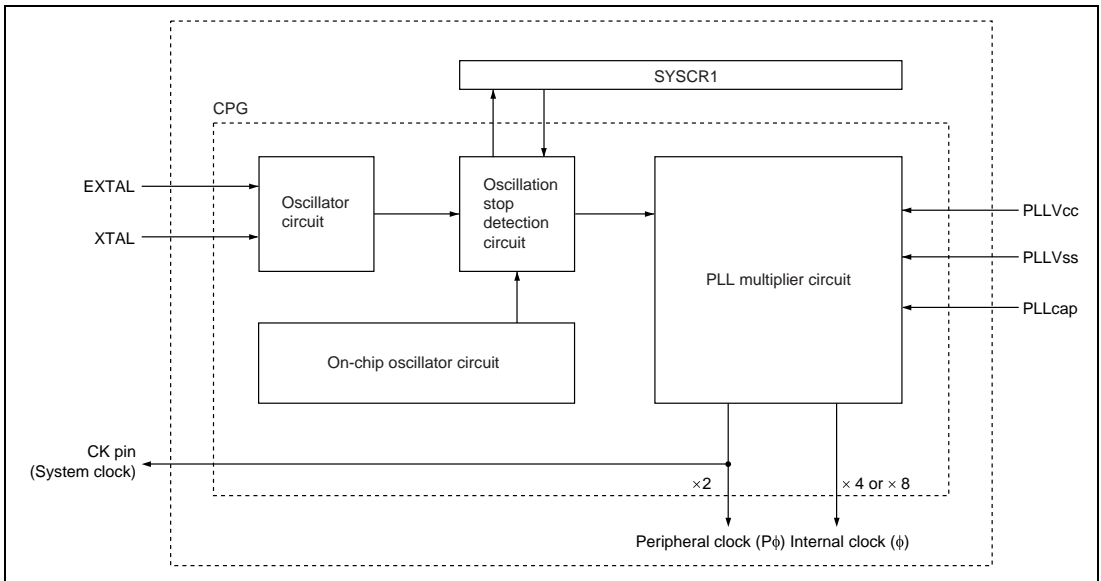 SYSCR1
CPG
EXTAL
XTAL
Oscillator
circuit
Oscillation
stop
detection
circuit
PLL multiplier circuit
PLLVcc
PLLVss
PLLcap
On-chip oscillator circuit
CK pin
(System clock)
×2
× 4 or × 8
Peripheral clock (Pϕ) Internal clock (ϕ)